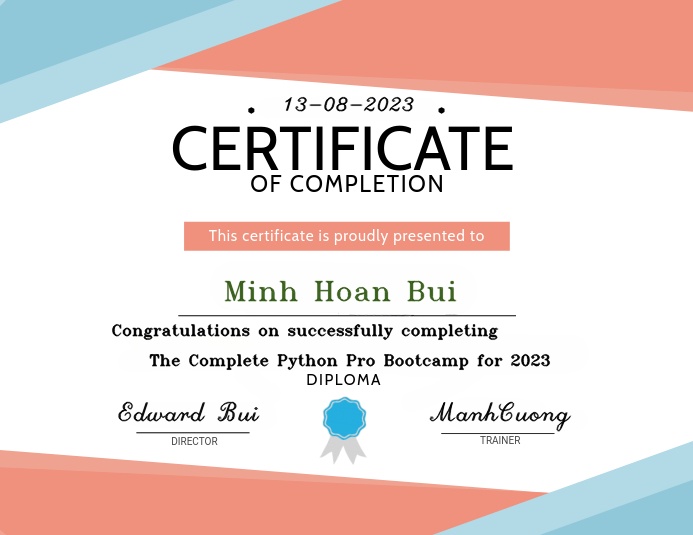 13-08-2023
CERTIFICATE
OF COMPLETION
This certificate is proudly presented to
Minh Hoan Bui
Congratulations on successfully completing
The Complete Python Pro Bootcamp for 2023
DIPLOMA
Edward Bui
DIRECTOR
ManhCuong
TRAINER